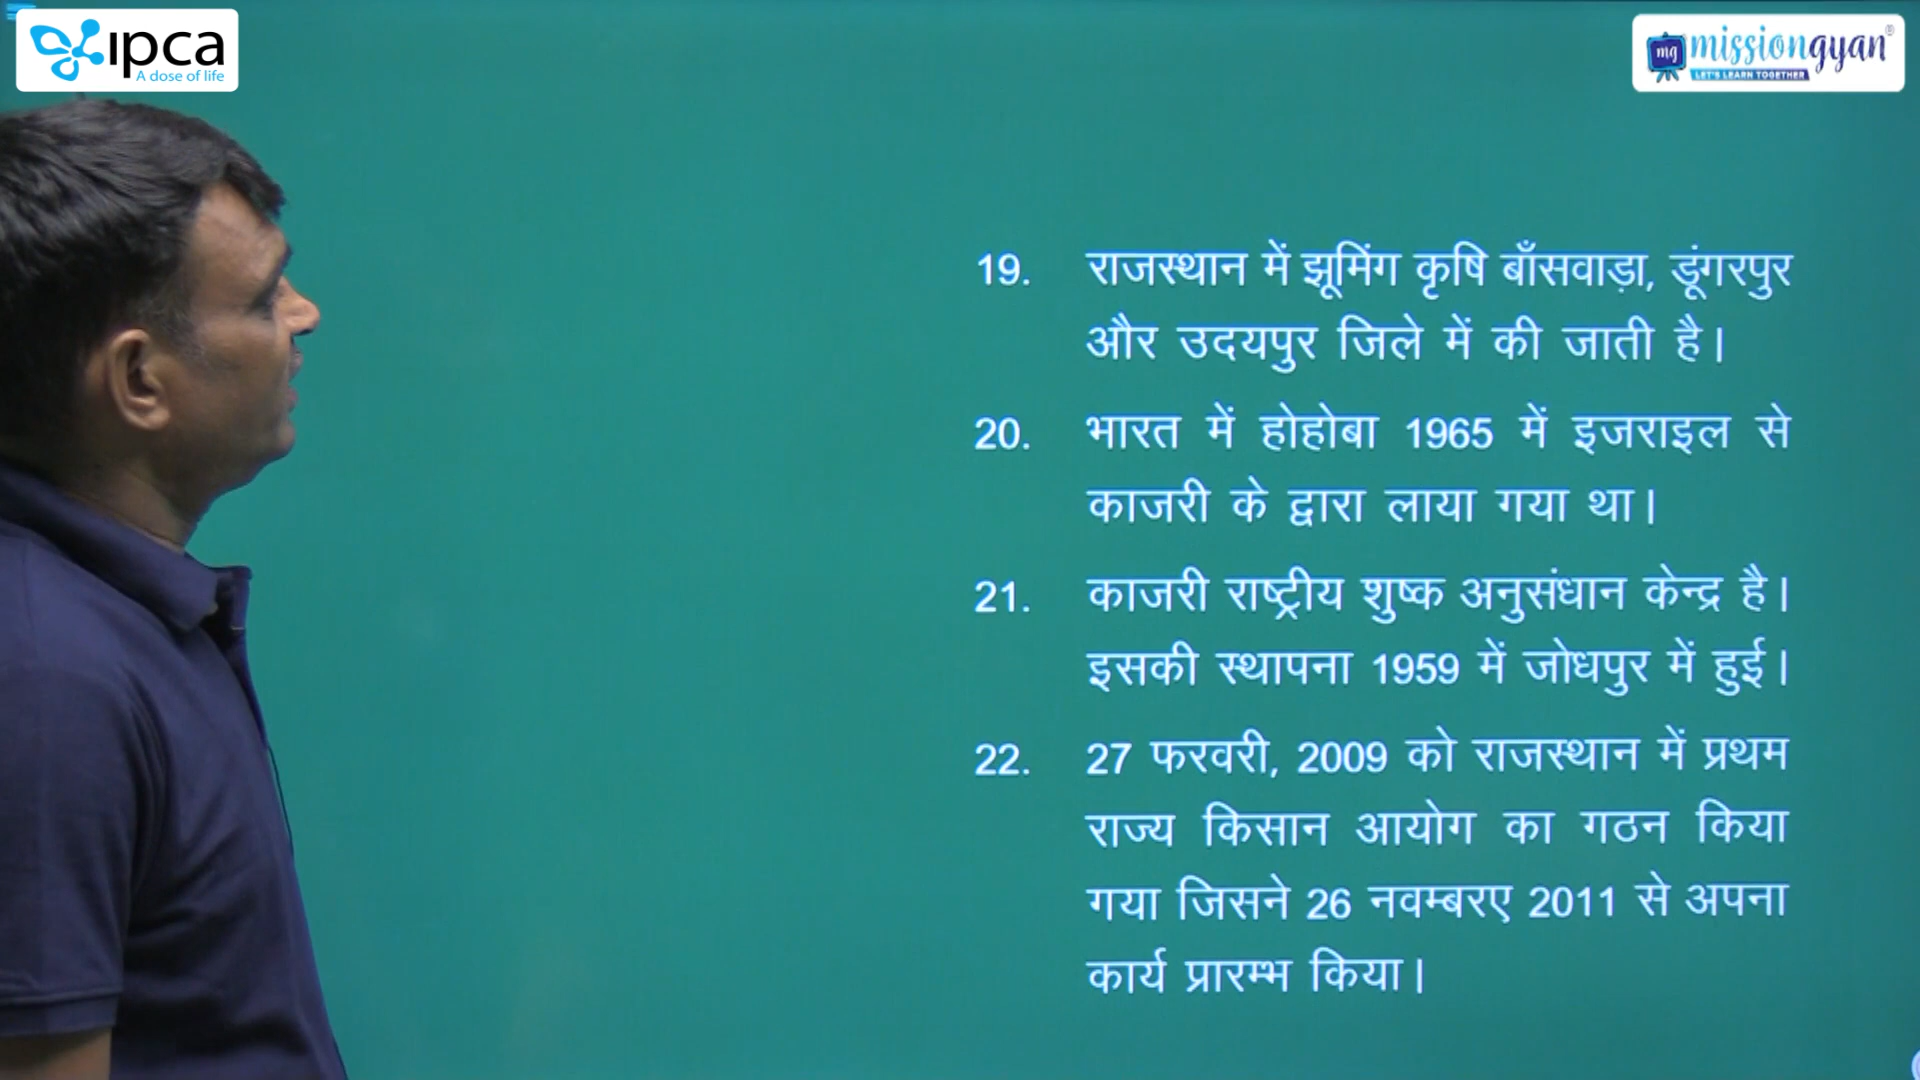 ipca
A dose of life
mg missiongyan®
LET'S LEARN TOGETHER
19. राजस्थान में झूमिंग कृषि बाँसवाड़ा, डूंगरपुर
और उदयपुर जिले में की जाती है।
20. भारत में होहोबा 1965 में इजराइल से
काजरी के द्वारा लाया गया था।
21. काजरी राष्ट्रीय शुष्क अनुसंधान केन्द्र है।
इसकी स्थापना 1959 में जोधपुर में हुई।
22. 27 फरवरी, 2009 को राजस्थान में प्रथम
राज्य किसान आयोग का गठन किया
गया जिसने 26 नवम्बरए 2011 से अपना
कार्य प्रारम्भ किया।